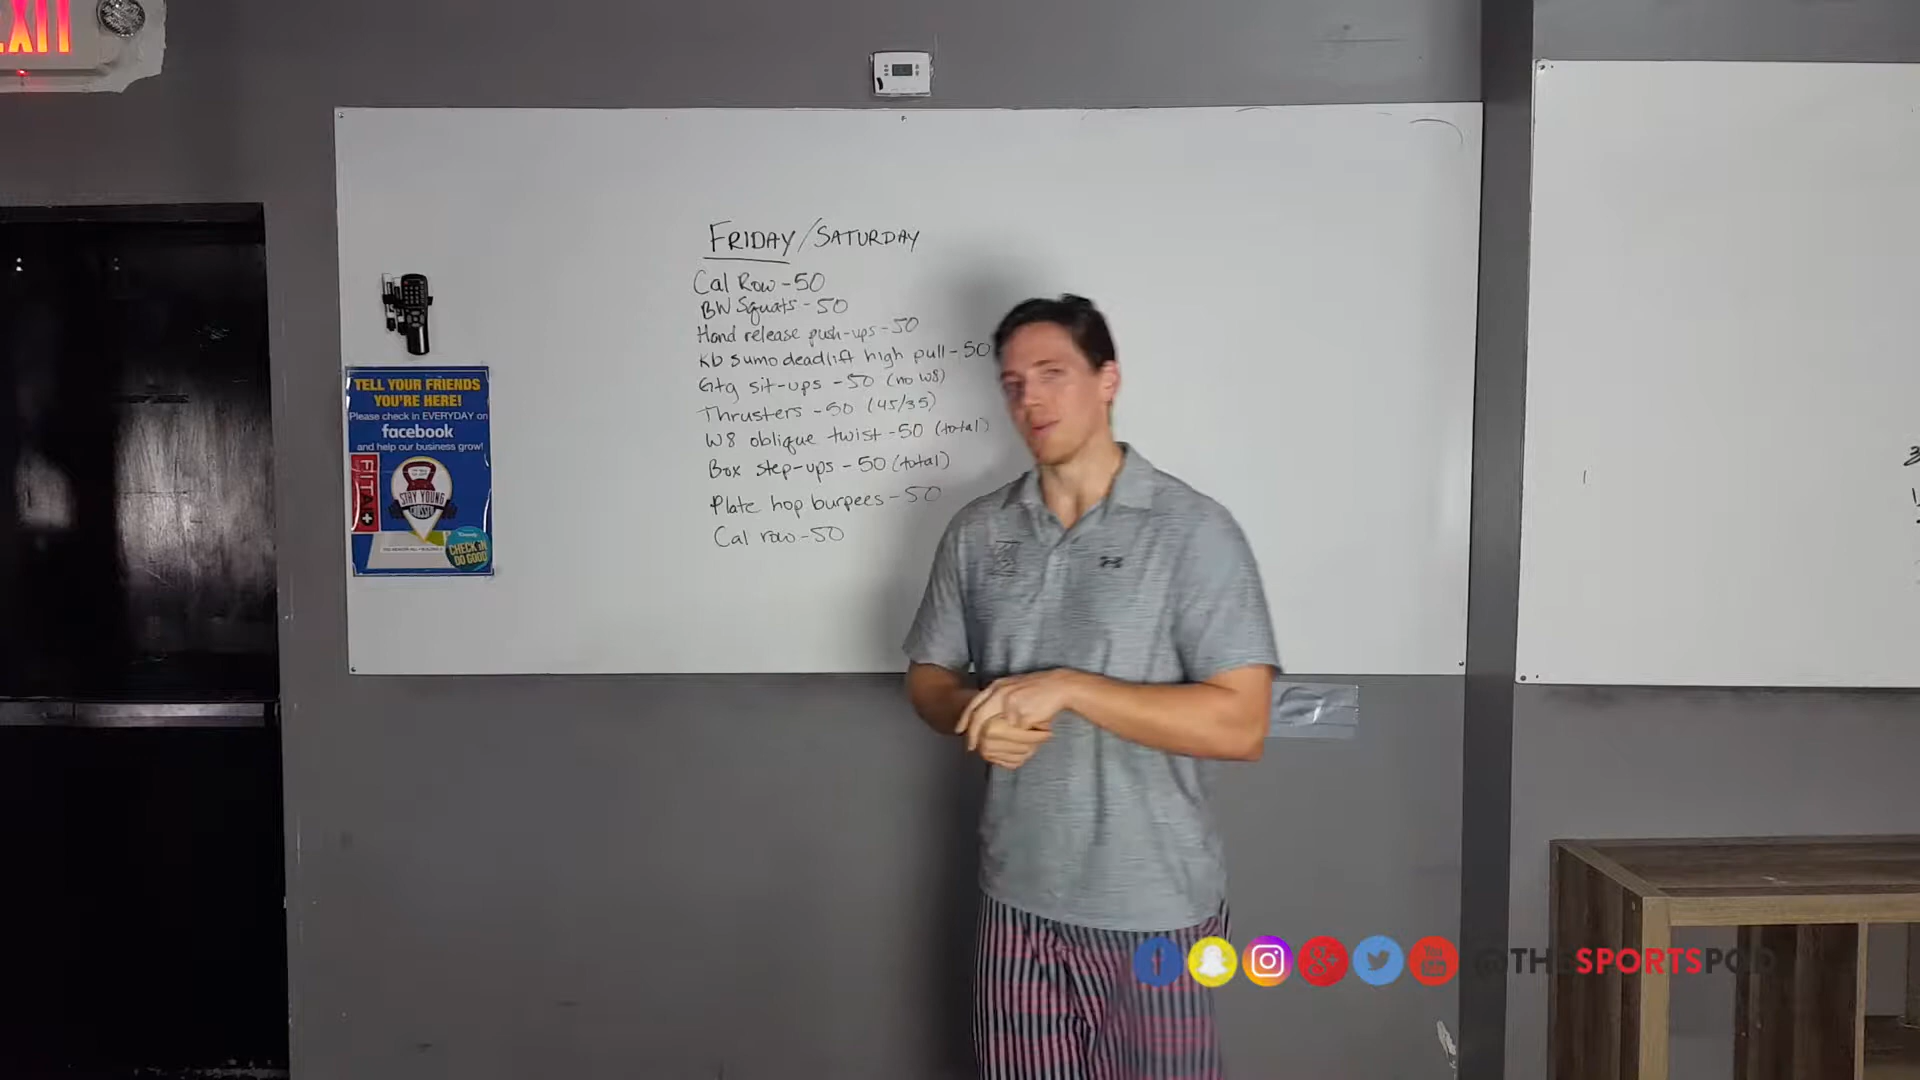 EXIT
FRIDAY/SATURDAY
Cal Row-50
BW Squats-50
Hand release push-ups-50
Kb sumo deadlift high pull-50
Gtg sit-ups-50 (no w8)
Thrusters-50 (45/35)
W8 oblique twist-50 (total)
Box step-ups-50 (total)
Plate hop burpees-50
Cal row-50
TELL YOUR FRIENDS
YOU'RE HERE!
Please check in EVERYDAY on
facebook
and help our business grow!
STAY YOUNG
CHECK IN
DO GOOD
You
@THESPORTSPOD